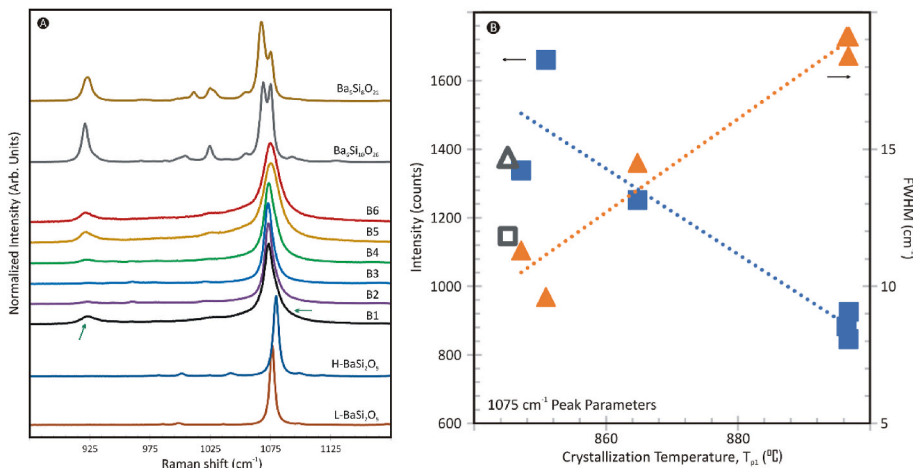 A
Normalized Intensity (Arb. Units)
Ba₅Si₈O₂₁
Ba₆Si₁₀O₂₆
B6
B5
B4
B3
B2
B1
H-BaSi₂O₅
L-BaSi₂O₅
925 975 1025 1075 1125
Raman shift (cm⁻¹)
B
Intensity (counts)
1600
1400
1200
1000
800
600
15
10
5
FWHM (cm⁻¹)
1075 cm⁻¹ Peak Parameters
860 880
Crystallization Temperature, Tₚ₁ (ºC)